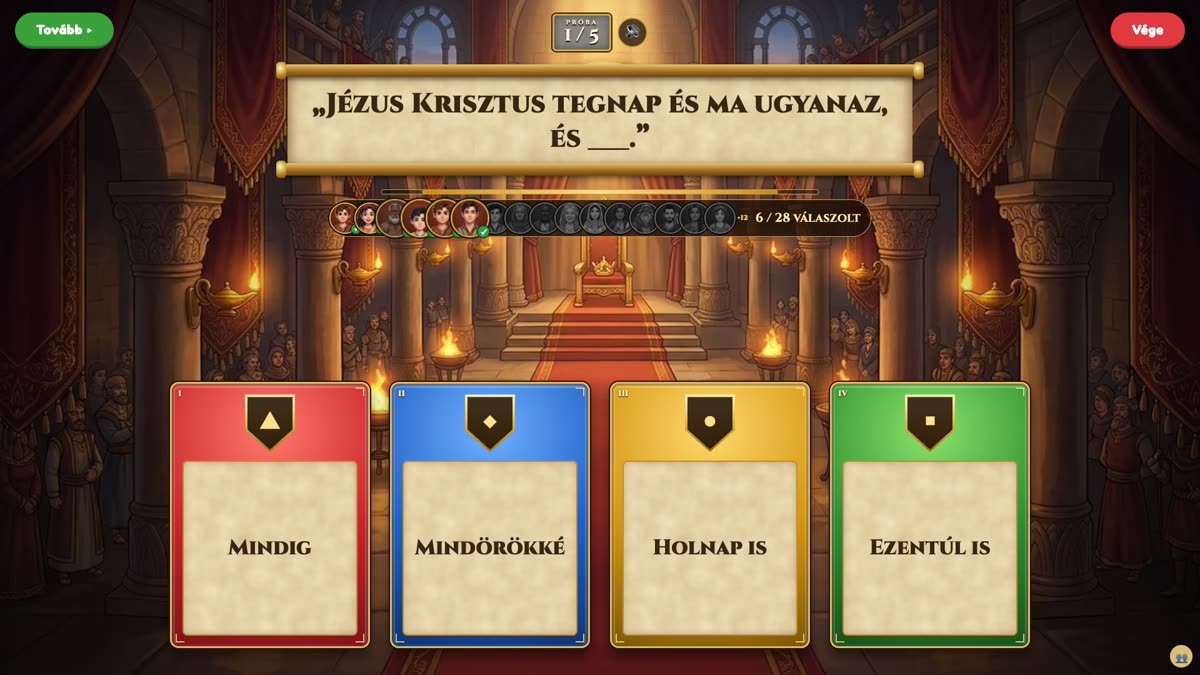 Tovább ▸
PRÓBA
1/5
Vége
„JÉZUS KRISZTUS TEGNAP ÉS MA UGYANAZ,
ÉS ___.”
+12 6 / 28 VÁLASZOLT
I
II
III
IV
MINDIG
MINDÖRÖKKÉ
HOLNAP IS
EZENTÚL IS